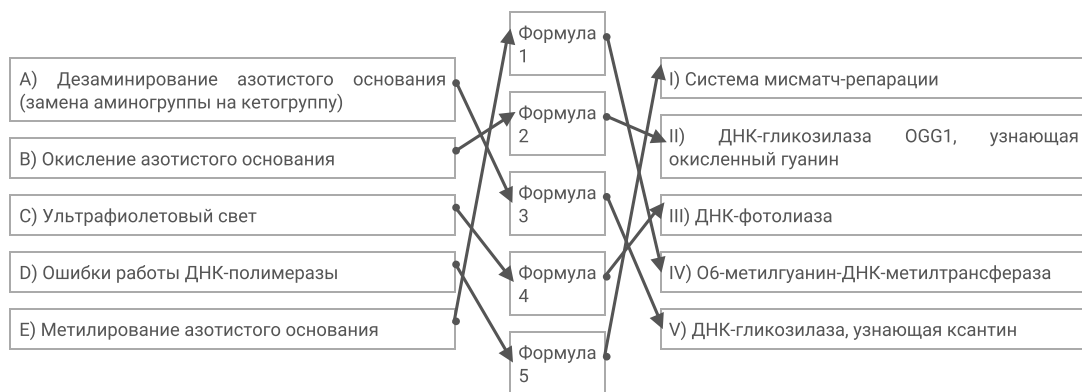 A) Дезаминирование азотистого основания
(замена аминогруппы на кетогруппу)
B) Окисление азотистого основания
C) Ультрафиолетовый свет
D) Ошибки работы ДНК-полимеразы
E) Метилирование азотистого основания
Формула
1
Формула
2
Формула
3
Формула
4
Формула
5
I) Система мисматч-репарации
II) ДНК-гликозилаза OGG1, узнающая
окисленный гуанин
III) ДНК-фотолиаза
IV) O6-метилгуанин-ДНК-метилтрансфераза
V) ДНК-гликозилаза, узнающая ксантин